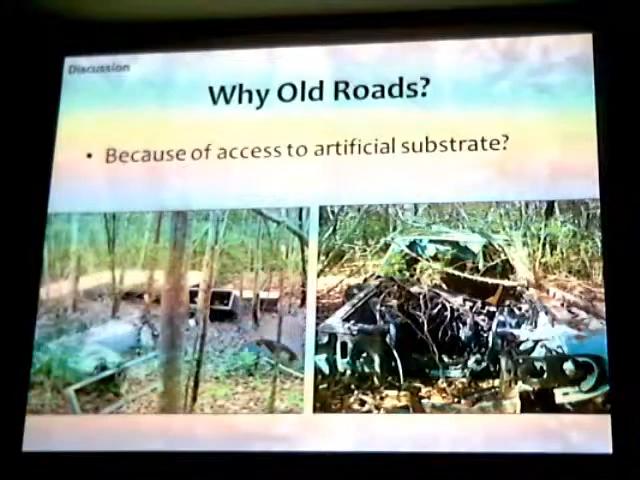 Discussion
Why Old Roads?
• Because of access to artificial substrate?